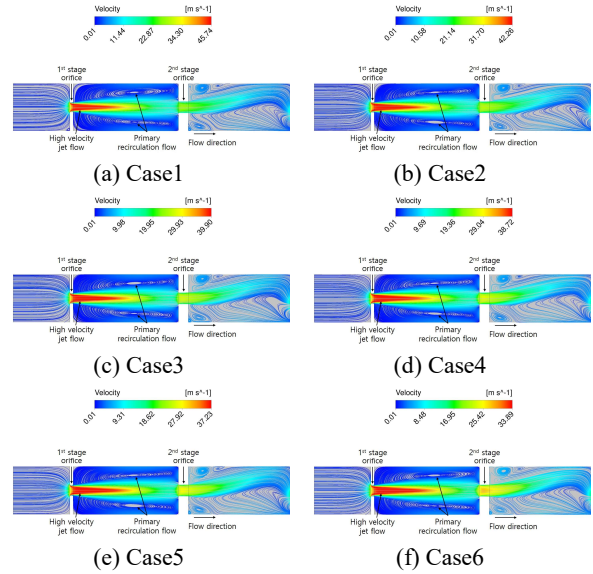 Velocity [m s^-1]
0.01 11.44 22.87 34.30 45.74
1st stage orifice
2nd stage orifice
High velocity jet flow
Primary recirculation flow
Flow direction
(a) Case1
Velocity [m s^-1]
0.01 10.58 21.14 31.70 42.26
1st stage orifice
2nd stage orifice
High velocity jet flow
Primary recirculation flow
Flow direction
(b) Case2
Velocity [m s^-1]
0.01 9.98 19.95 29.93 39.90
1st stage orifice
2nd stage orifice
High velocity jet flow
Primary recirculation flow
Flow direction
(c) Case3
Velocity [m s^-1]
0.01 9.69 19.36 29.04 38.72
1st stage orifice
2nd stage orifice
High velocity jet flow
Primary recirculation flow
Flow direction
(d) Case4
Velocity [m s^-1]
0.01 9.31 18.62 27.92 37.23
1st stage orifice
2nd stage orifice
High velocity jet flow
Primary recirculation flow
Flow direction
(e) Case5
Velocity [m s^-1]
0.01 8.48 16.95 25.42 33.89
1st stage orifice
2nd stage orifice
High velocity jet flow
Primary recirculation flow
Flow direction
(f) Case6